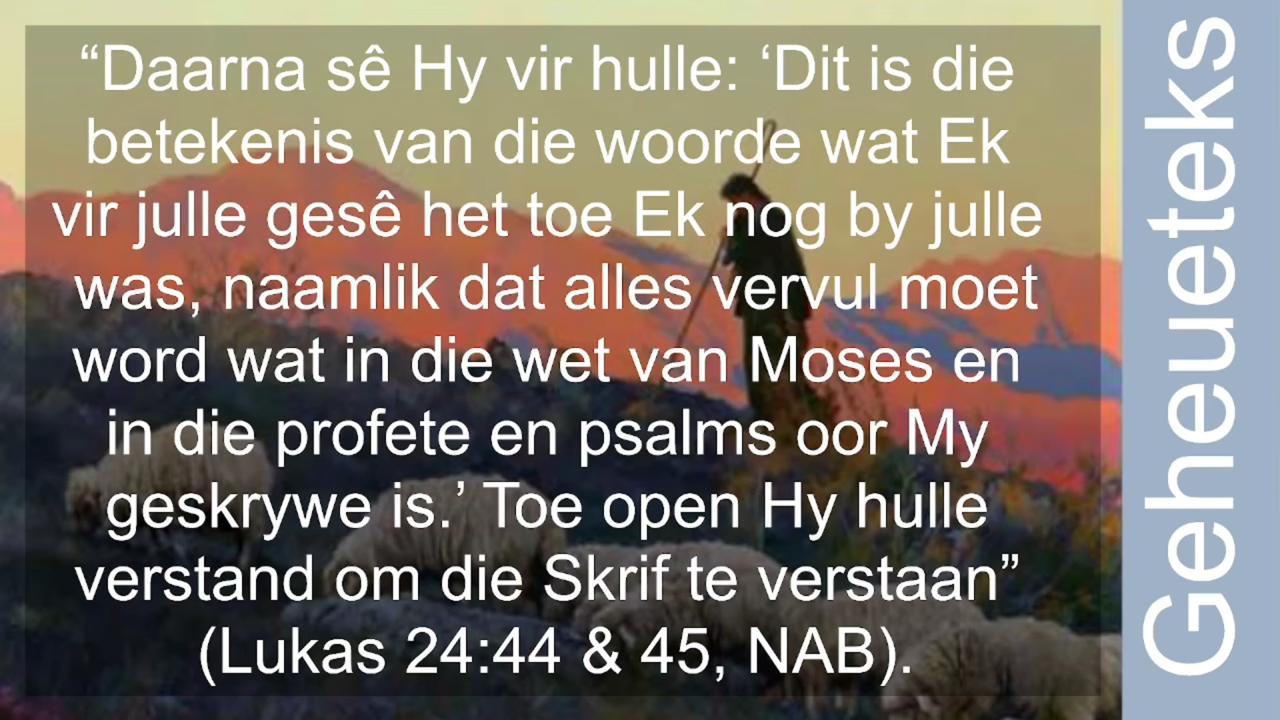 “Daarna sê Hy vir hulle: ‘Dit is die
betekenis van die woorde wat Ek
vir julle gesê het toe Ek nog by julle
was, naamlik dat alles vervul moet
word wat in die wet van Moses en
in die profete en psalms oor My
geskrywe is.’ Toe open Hy hulle
verstand om die Skrif te verstaan”
(Lukas 24:44 & 45, NAB).
Geheueteks